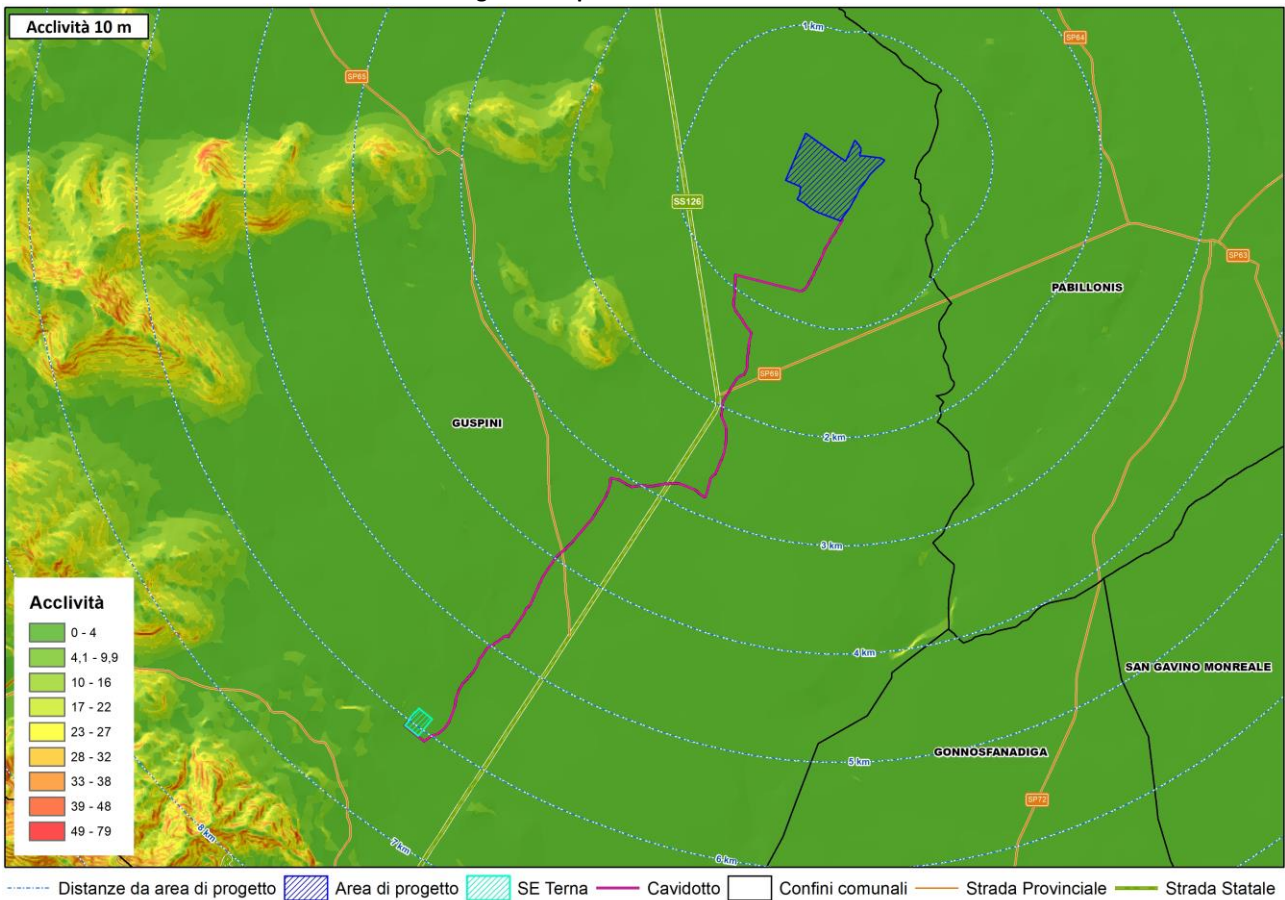 Acclività 10 m
1 km
SP64
SP65
SS126
SP63
PABILLONIS
SP69
GUSPINI
2 km
3 km
4 km
SAN GAVINO MONREALE
GONNOSFANADIGA
5 km
SP72
8 km
7 km
6 km
Acclività
0 - 4
4,1 - 9,9
10 - 16
17 - 22
23 - 27
28 - 32
33 - 38
39 - 48
49 - 79
Distanze da area di progetto Area di progetto SE Terna Cavidotto Confini comunali Strada Provinciale Strada Statale